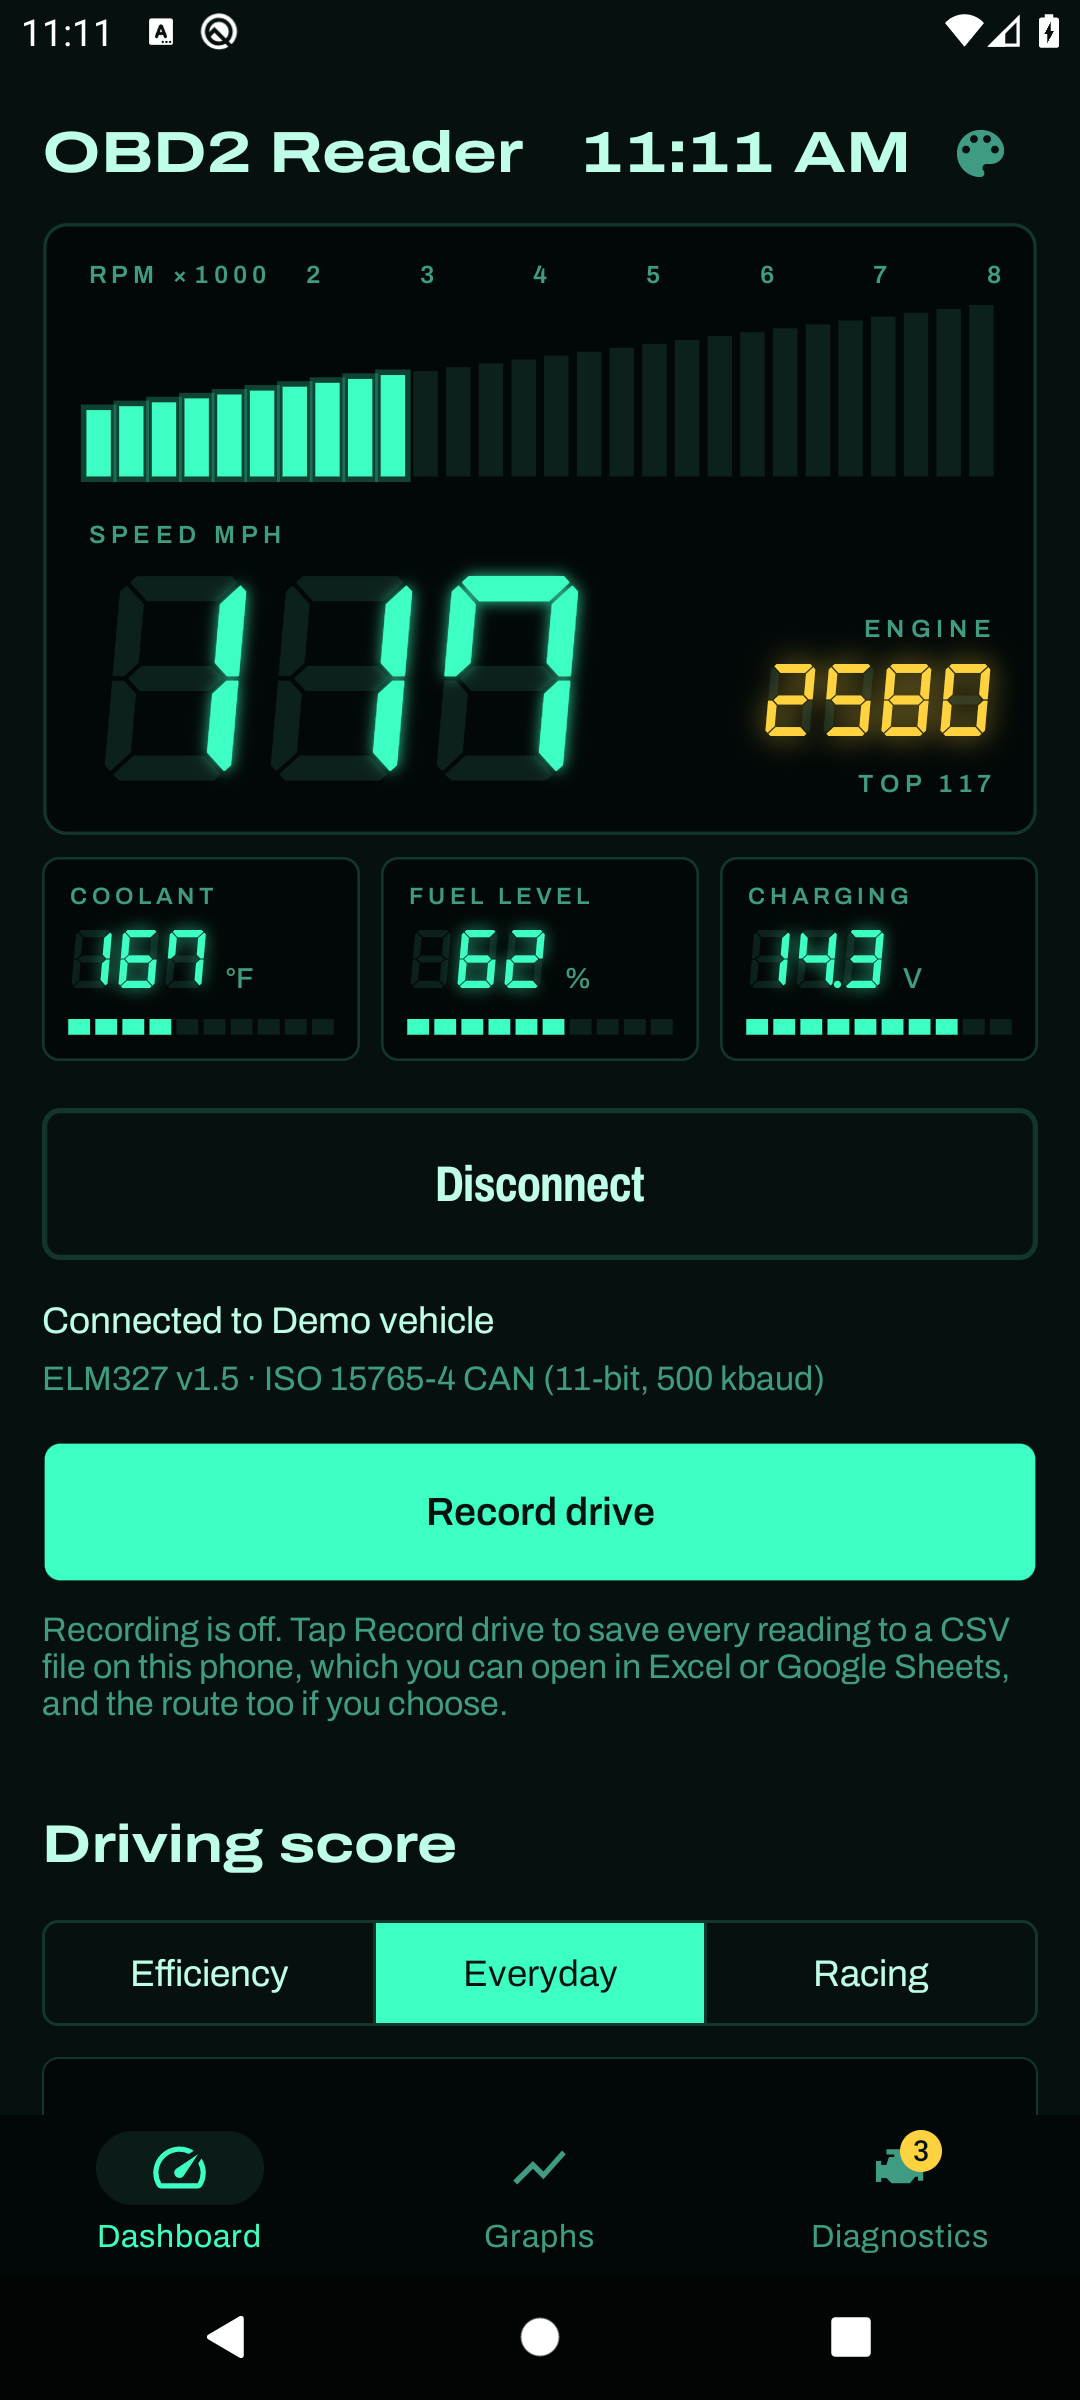 11:11
OBD2 Reader 11:11 AM
RPM ×1000 2 3 4 5 6 7 8
SPEED MPH
117
ENGINE
2580
TOP 117
COOLANT FUEL LEVEL CHARGING
167 °F 62 % 14.3 V
Disconnect
Connected to Demo vehicle
ELM327 v1.5 · ISO 15765-4 CAN (11-bit, 500 kbaud)
Record drive
Recording is off. Tap Record drive to save every reading to a CSV
file on this phone, which you can open in Excel or Google Sheets,
and the route too if you choose.
Driving score
Efficiency Everyday Racing
3
Dashboard Graphs Diagnostics